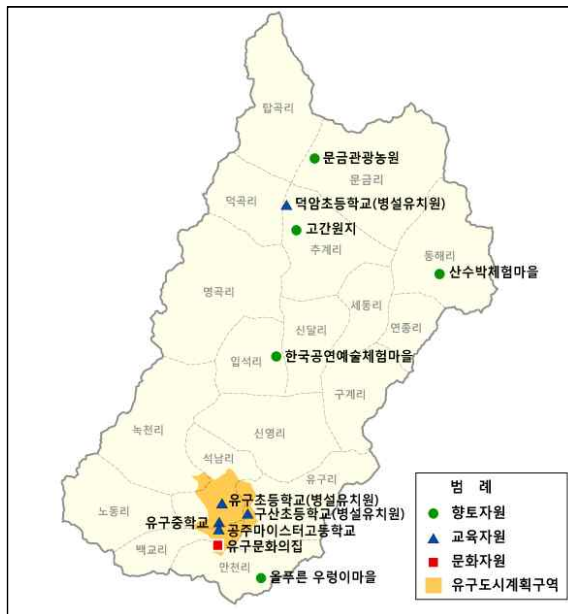 탑곡리
문금관광농원
문금리
덕암초등학교(병설유치원)
덕곡리
고간원지
추계리
동해리
산수박체험마을
명곡리
세동리
신달리
연종리
한국공연예술체험마을
입석리
구계리
녹천리
신영리
석남리
유구리
유구초등학교(병설유치원)
구산초등학교(병설유치원)
노동리
유구중학교
공주마이스터고등학교
백교리
유구문화의집
만천리
올푸른 우렁이마을
범 례
향토자원
교육자원
문화자원
유구도시계획구역